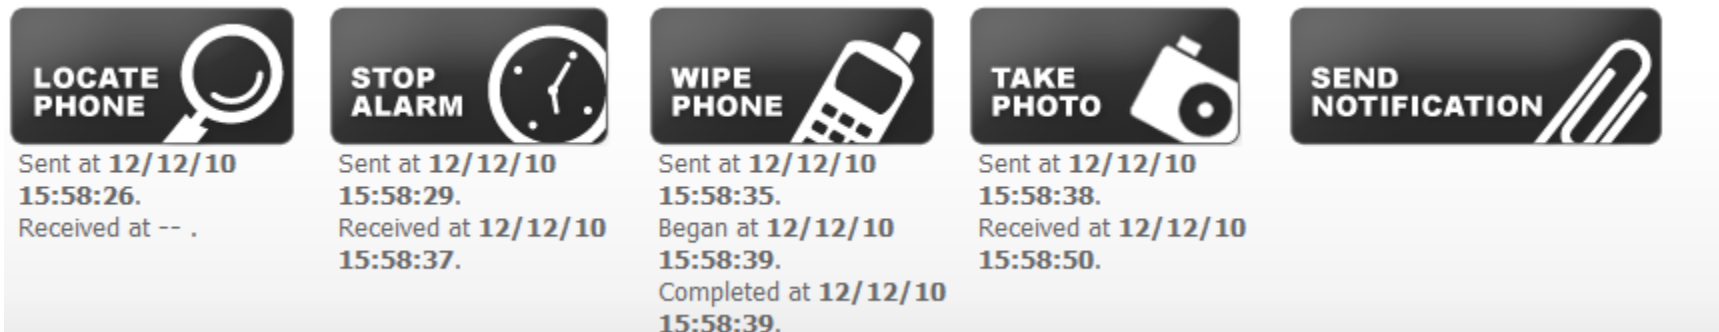 LOCATE
PHONE
Sent at 12/12/10
15:58:26.
Received at -- .
STOP
ALARM
Sent at 12/12/10
15:58:29.
Received at 12/12/10
15:58:37.
WIPE
PHONE
Sent at 12/12/10
15:58:35.
Began at 12/12/10
15:58:39.
Completed at 12/12/10
15:58:39.
TAKE
PHOTO
Sent at 12/12/10
15:58:38.
Received at 12/12/10
15:58:50.
SEND
NOTIFICATION